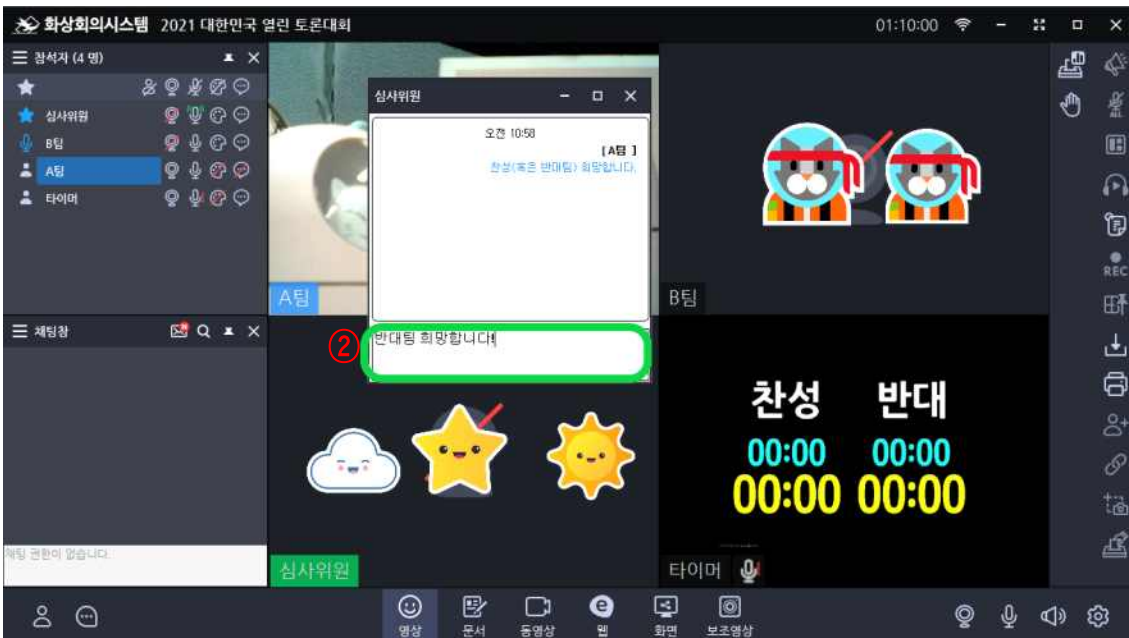 화상회의시스템 2021 대한민국 열린 토론대회
01:10:00
참석자 (4 명)
심사위원
B팀
A팀
타이머
심사위원
오전 10:58
[A팀 ]
찬성(혹은 반대팀) 희망합니다.
② 반대팀 희망합니다!
A팀
B팀
채팅창
채팅 권한이 없습니다.
찬성 반대
00:00 00:00
00:00 00:00
심사위원
타이머
REC
영상 문서 동영상 웹 화면 보조영상